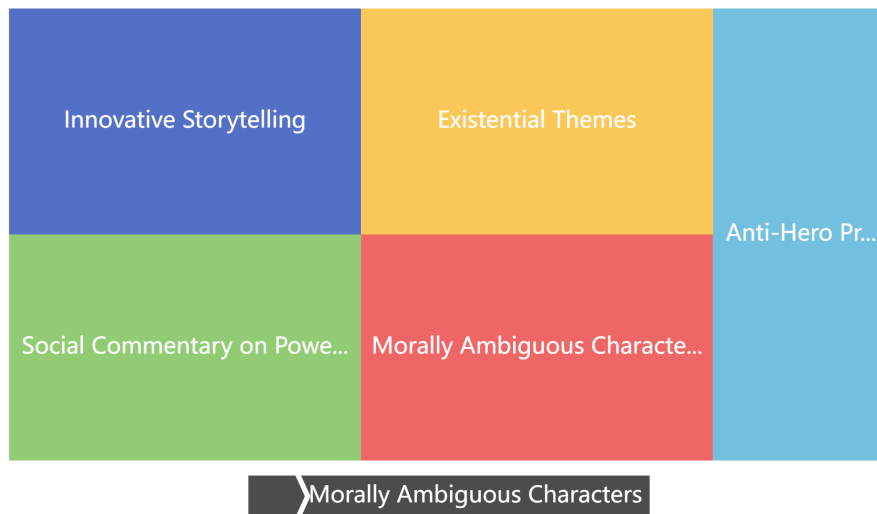 Innovative Storytelling
Existential Themes
Anti-Hero Pr...
Social Commentary on Powe...
Morally Ambiguous Characte...
Morally Ambiguous Characters